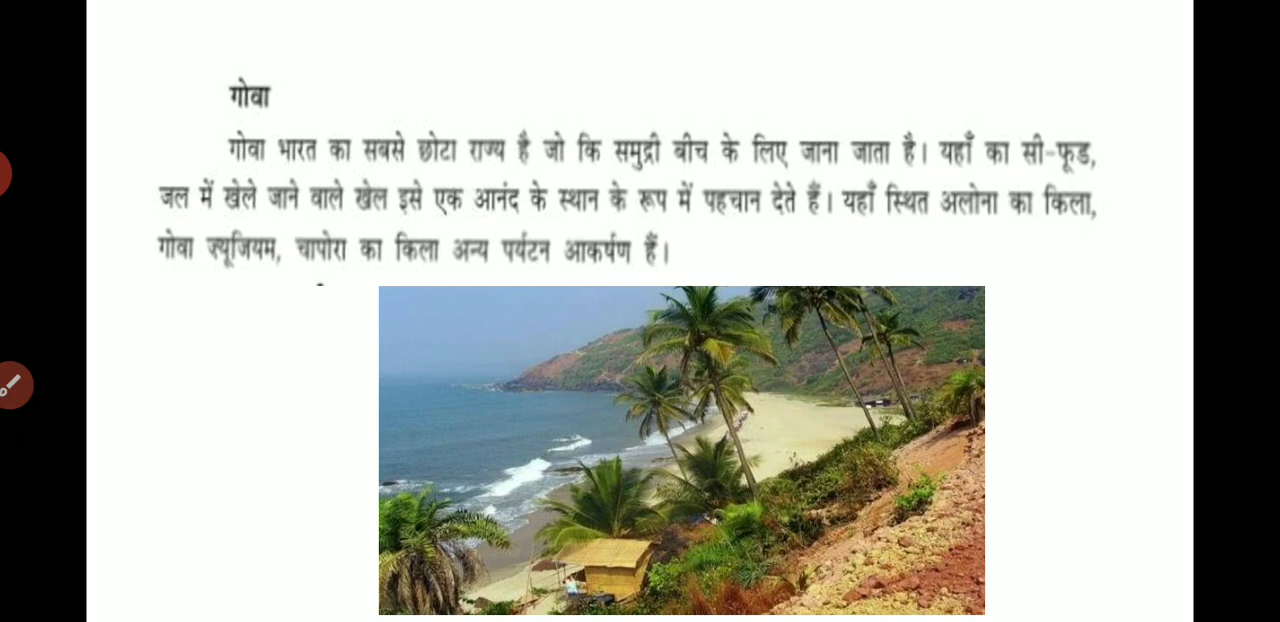 गोवा
गोवा भारत का सबसे छोटा राज्य है जो कि समुद्री बीच के लिए जाना जाता है। यहाँ का सी-फूड,
जल में खेले जाने वाले खेल इसे एक आनंद के स्थान के रूप में पहचान देते हैं। यहाँ स्थित अलोना का किला,
गोवा ज्यूजियम, चापोरा का किला अन्य पर्यटन आकर्षण हैं।